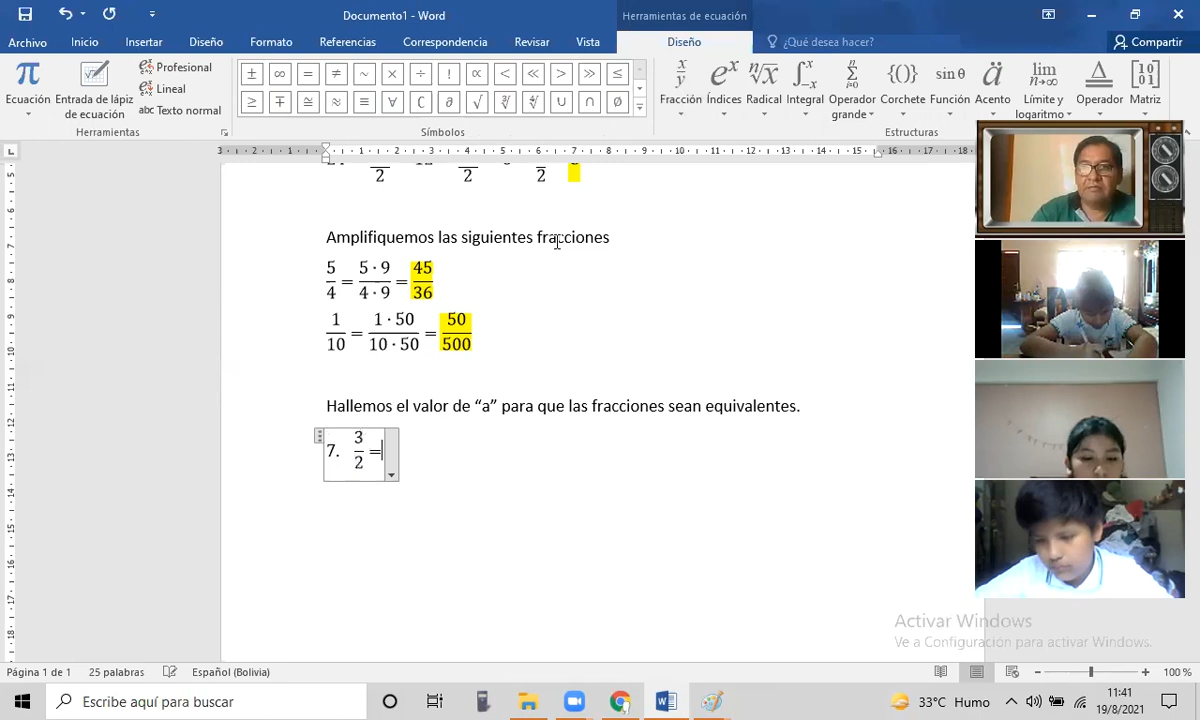 Documento1 - Word
Herramientas de ecuación
Archivo Inicio Insertar Diseño Formato Referencias Correspondencia Revisar Vista Diseño ¿Qué desea hacer? Compartir
π Ecuación
Entrada de lápiz de ecuación
Profesional
Lineal
abc Texto normal
± ∞ = ≠ ~ × ÷ ! ∝ < ≪ > ≫ ≤
≥ ∓ ≅ ≈ ≡ ∀ ∁ ∂ √ ∛ ∜ ∪ ∩ ∅
Fracción Índices Radical Integral Operador grande Corchete Función Acento Límite y logaritmo Operador Matriz
Herramientas Símbolos Estructuras
2 2 2
Amplifiquemos las siguientes fracciones
5/4 = 5 · 9/4 · 9 = 45/36
1/10 = 1 · 50/10 · 50 = 50/500
Hallemos el valor de “a” para que las fracciones sean equivalentes.
7. 3/2 =
Activar Windows
Ve a Configuración para activar Windows.
Página 1 de 1 25 palabras Español (Bolivia) 100 %
Escribe aquí para buscar
33°C Humo
11:41
19/8/2021